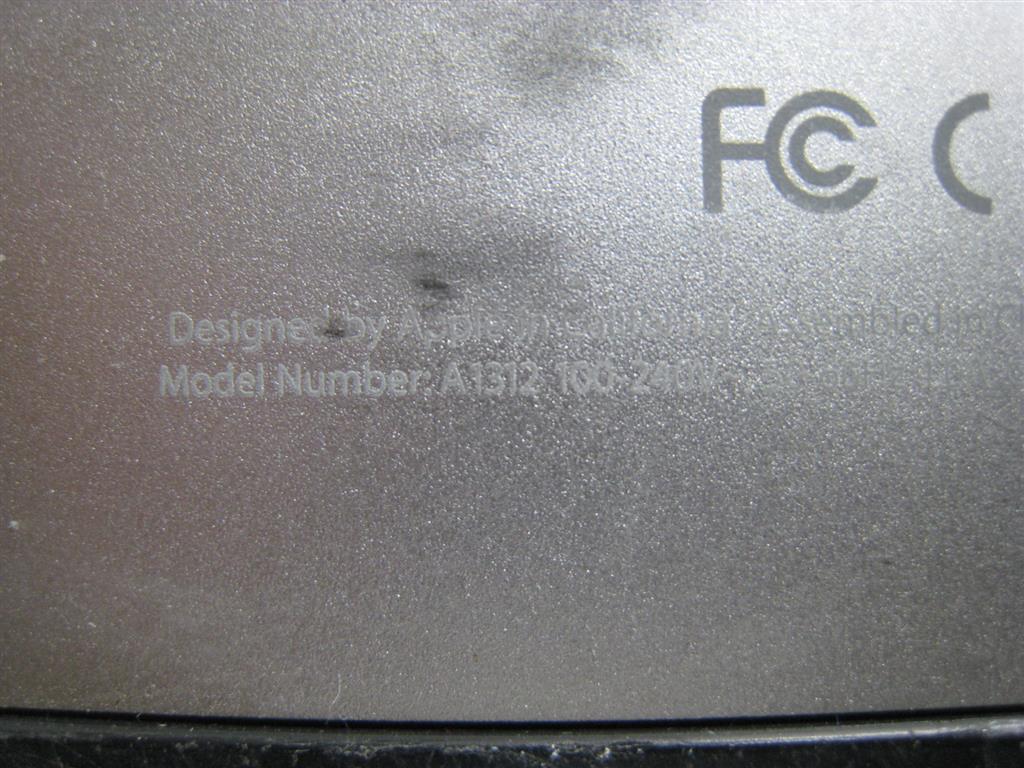 FC C
Designed by Apple in California Assembled in
Model Number: A1312 100-240V~